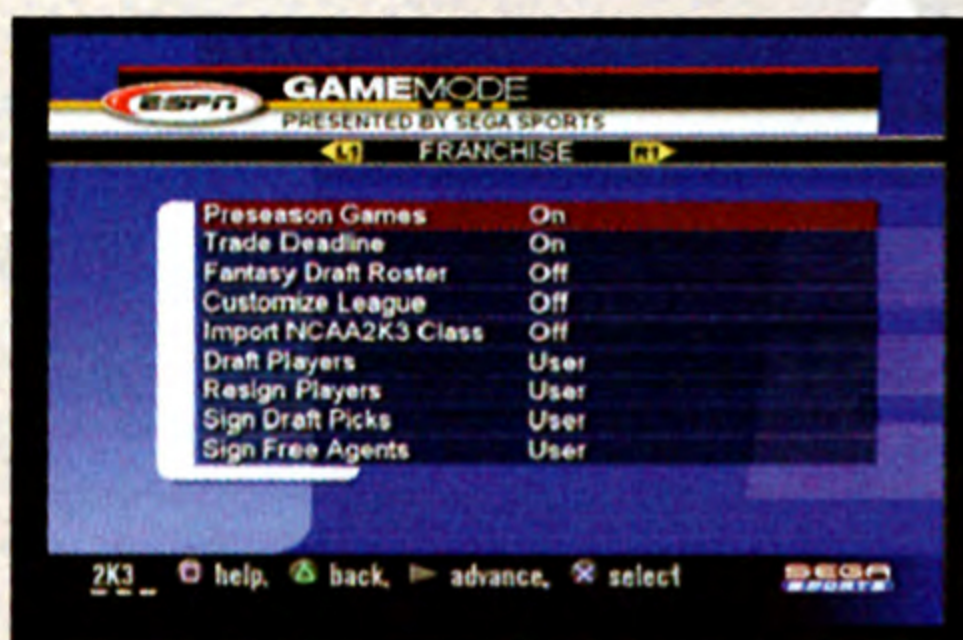 ESPN GAMEMODE
PRESENTED BY SEGA SPORTS
L1 FRANCHISE R1
Preseason Games On
Trade Deadline On
Fantasy Draft Roster Off
Customize League Off
Import NCAA2K3 Class Off
Draft Players User
Resign Players User
Sign Draft Picks User
Sign Free Agents User
2K3_ help, back, advance, select SEGA SPORTS